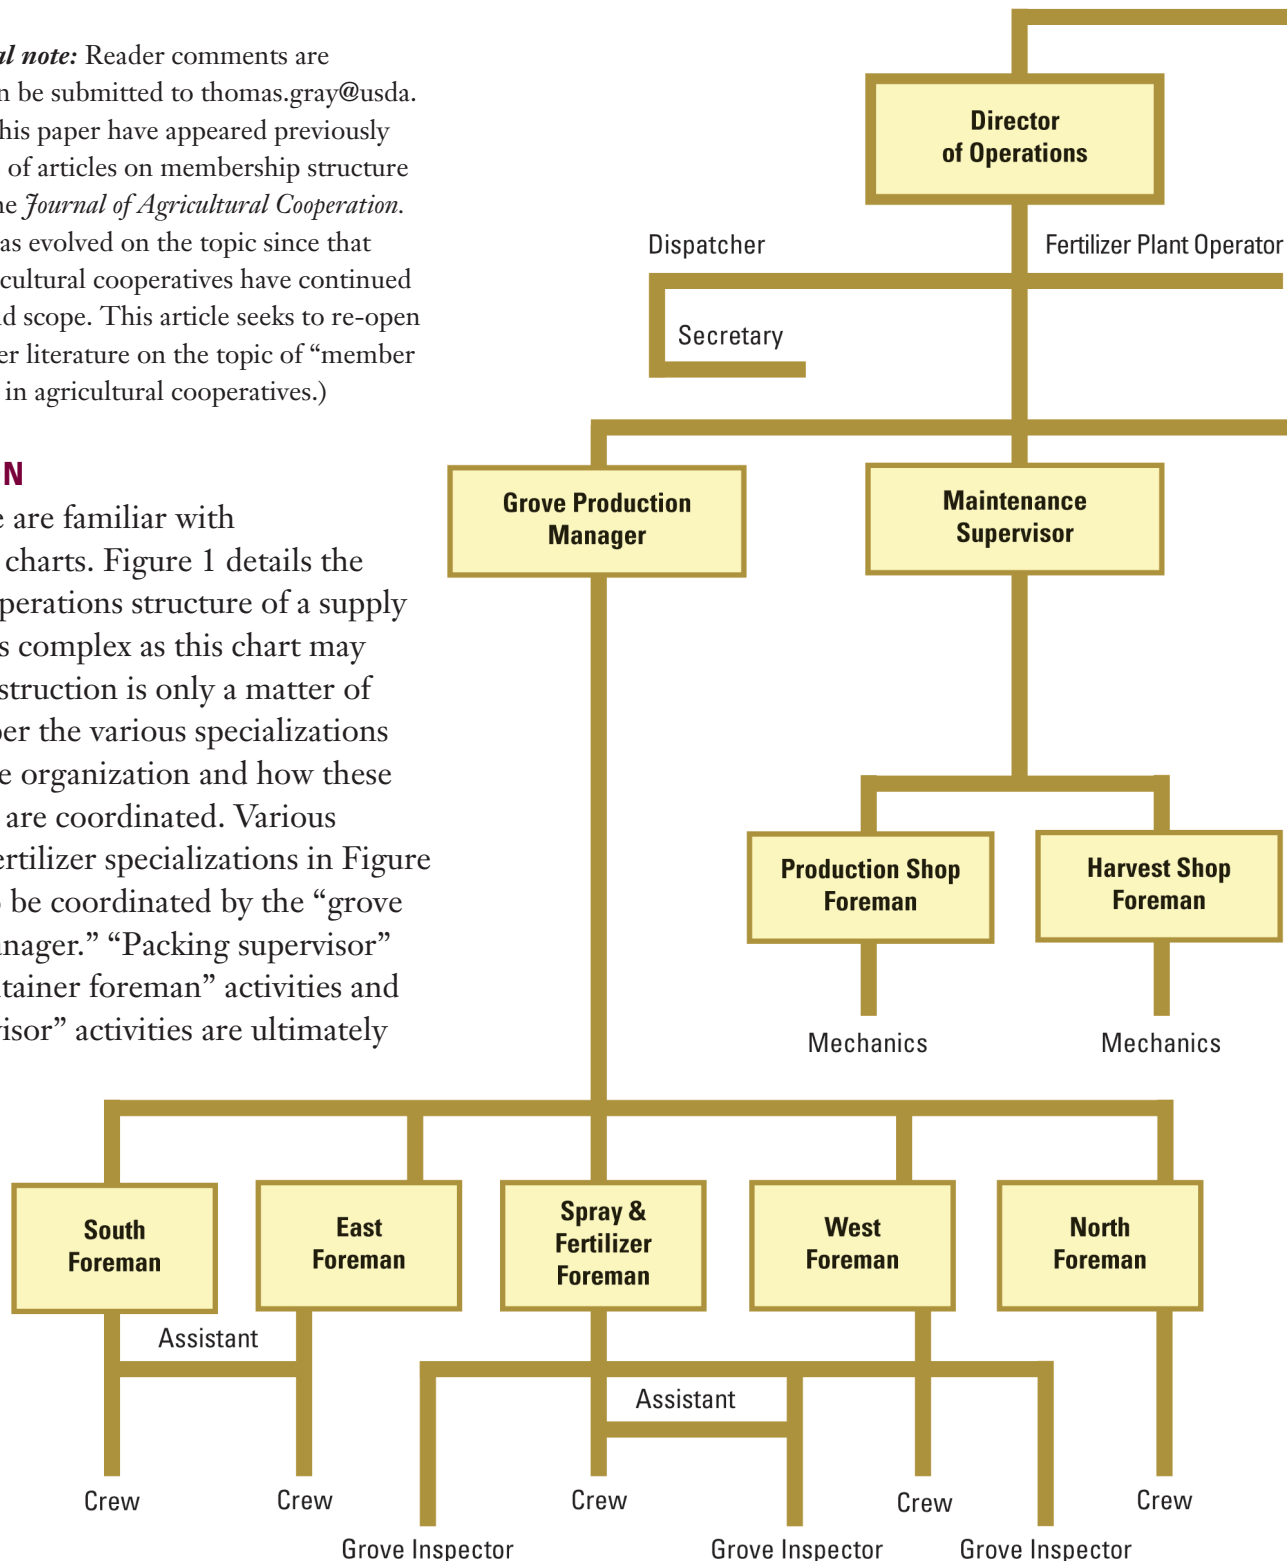 al note: Reader comments are
n be submitted to thomas.gray@usda.
his paper have appeared previously
of articles on membership structure
ne Journal of Agricultural Cooperation.
as evolved on the topic since that
cultural cooperatives have continued
nd scope. This article seeks to re-open
er literature on the topic of “member
in agricultural cooperatives.)
N
e are familiar with
charts. Figure 1 details the
perations structure of a supply
s complex as this chart may
struction is only a matter of
per the various specializations
e organization and how these
are coordinated. Various
ertilizer specializations in Figure
o be coordinated by the “grove
anager.” “Packing supervisor”
ntainer foreman” activities and
visor” activities are ultimately
Director
of Operations
Dispatcher
Fertilizer Plant Operator
Secretary
Grove Production
Manager
Maintenance
Supervisor
Production Shop
Foreman
Harvest Shop
Foreman
Mechanics
Mechanics
South
Foreman
East
Foreman
Spray &
Fertilizer
Foreman
West
Foreman
North
Foreman
Assistant
Assistant
Crew
Crew
Crew
Crew
Crew
Grove Inspector
Grove Inspector
Grove Inspector